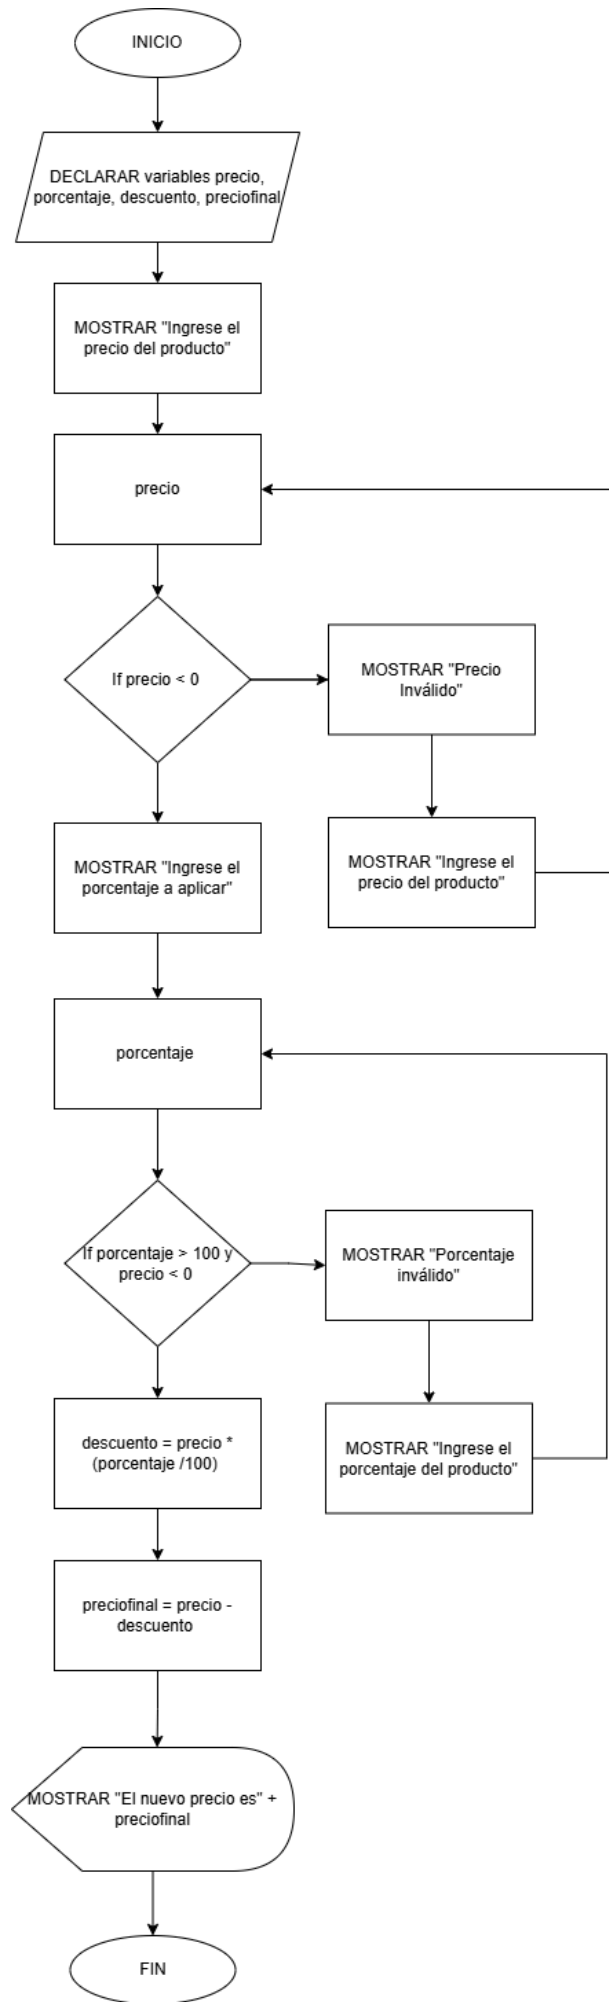 INICIO
DECLARAR variables precio,
porcentaje, descuento, preciofinal
MOSTRAR "Ingrese el
precio del producto"
precio
If precio < 0
MOSTRAR "Precio
Inválido"
MOSTRAR "Ingrese el
precio del producto"
MOSTRAR "Ingrese el
porcentaje a aplicar"
porcentaje
If porcentaje > 100 y
precio < 0
MOSTRAR "Porcentaje
inválido"
MOSTRAR "Ingrese el
porcentaje del producto"
descuento = precio *
(porcentaje /100)
preciofinal = precio -
descuento
MOSTRAR "El nuevo precio es" +
preciofinal
FIN